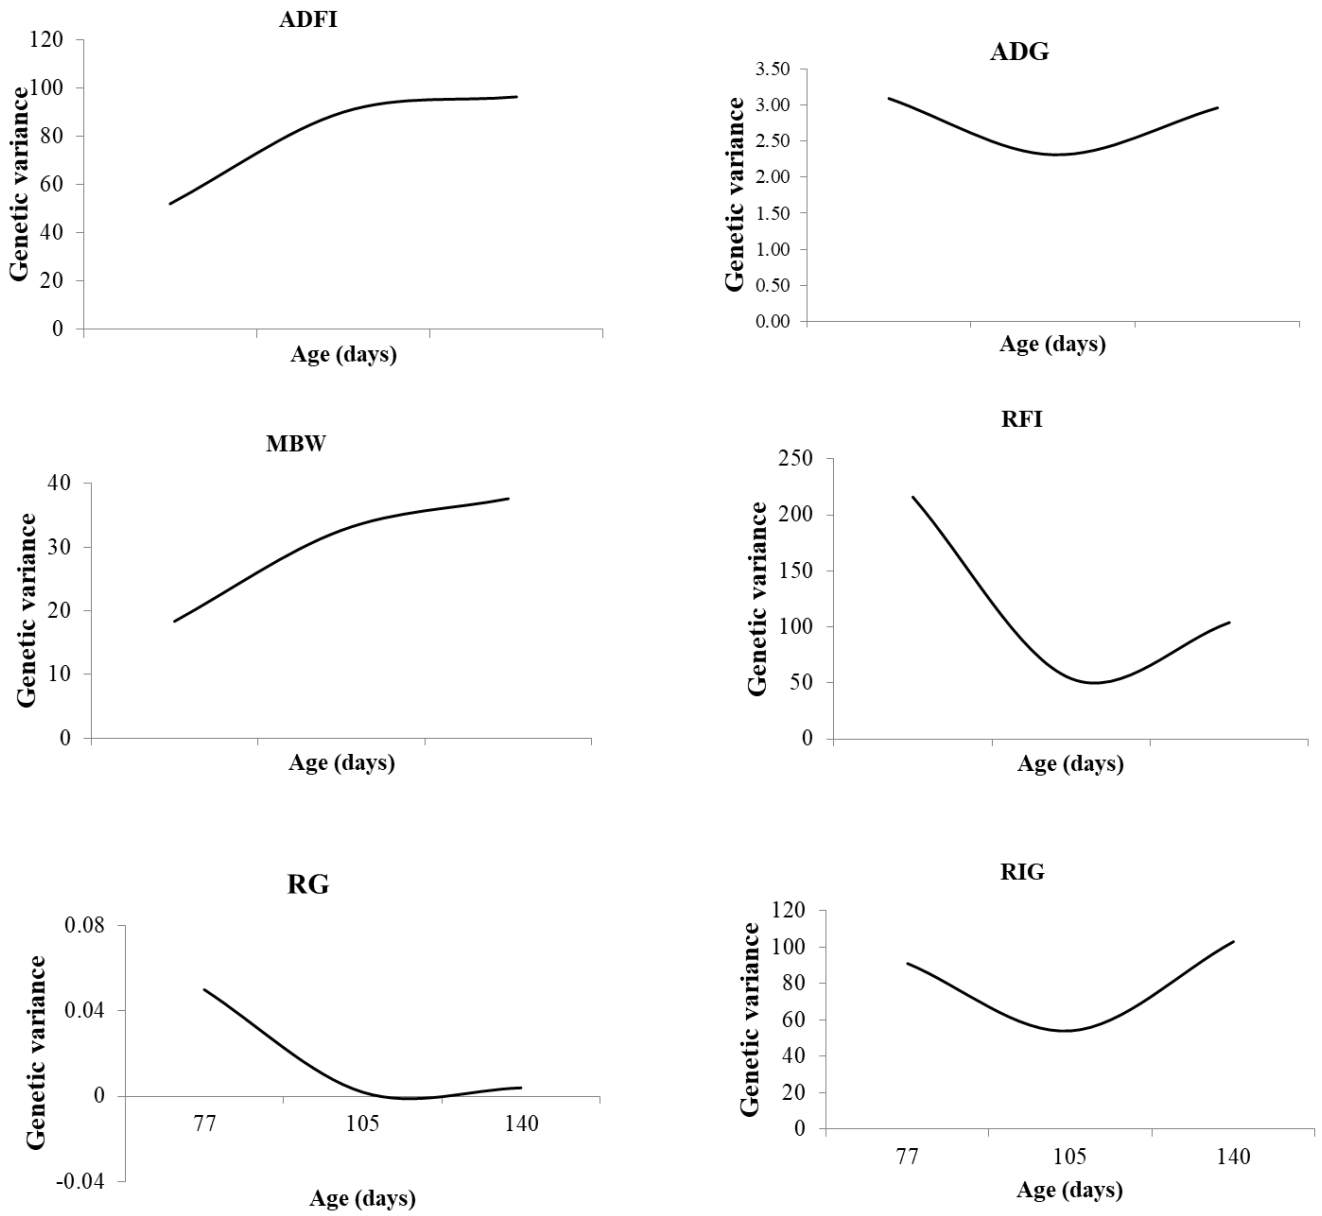 ADFI
Genetic variance
120
100
80
60
40
20
0
Age (days)
ADG
Genetic variance
3.50
3.00
2.50
2.00
1.50
1.00
0.50
0.00
Age (days)
MBW
Genetic variance
40
30
20
10
0
Age (days)
RFI
Genetic variance
250
200
150
100
50
0
Age (days)
RG
Genetic variance
0.08
0.04
0
-0.04
77 105 140
Age (days)
RIG
Genetic variance
120
100
80
60
40
20
0
77 105 140
Age (days)